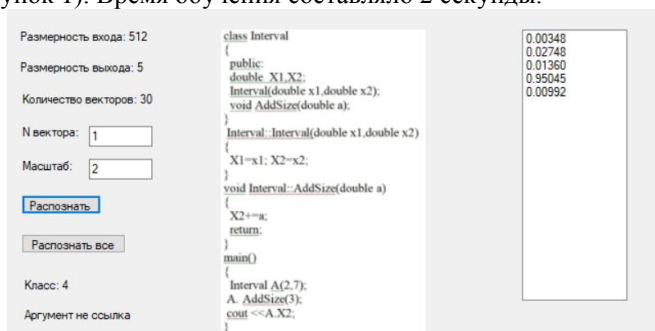 унок 1). Время обучения составляло 2 секунды.
Размерность входа: 512
Размерность выхода: 5
Количество векторов: 30
N вектора: 1
Масштаб: 2
Распознать
Распознать все
Класс: 4
Аргумент не ссылка
class Interval
{
public:
double X1,X2;
Interval(double x1,double x2);
void AddSize(double a);
}
Interval::Interval(double x1,double x2)
{
X1=x1; X2=x2;
}
void Interval::AddSize(double a)
{
X2+=a;
return;
}
main()
{
Interval A(2,7);
A. AddSize(3);
cout <<A.X2;
}
0.00348
0.02748
0.01360
0.95045
0.00992